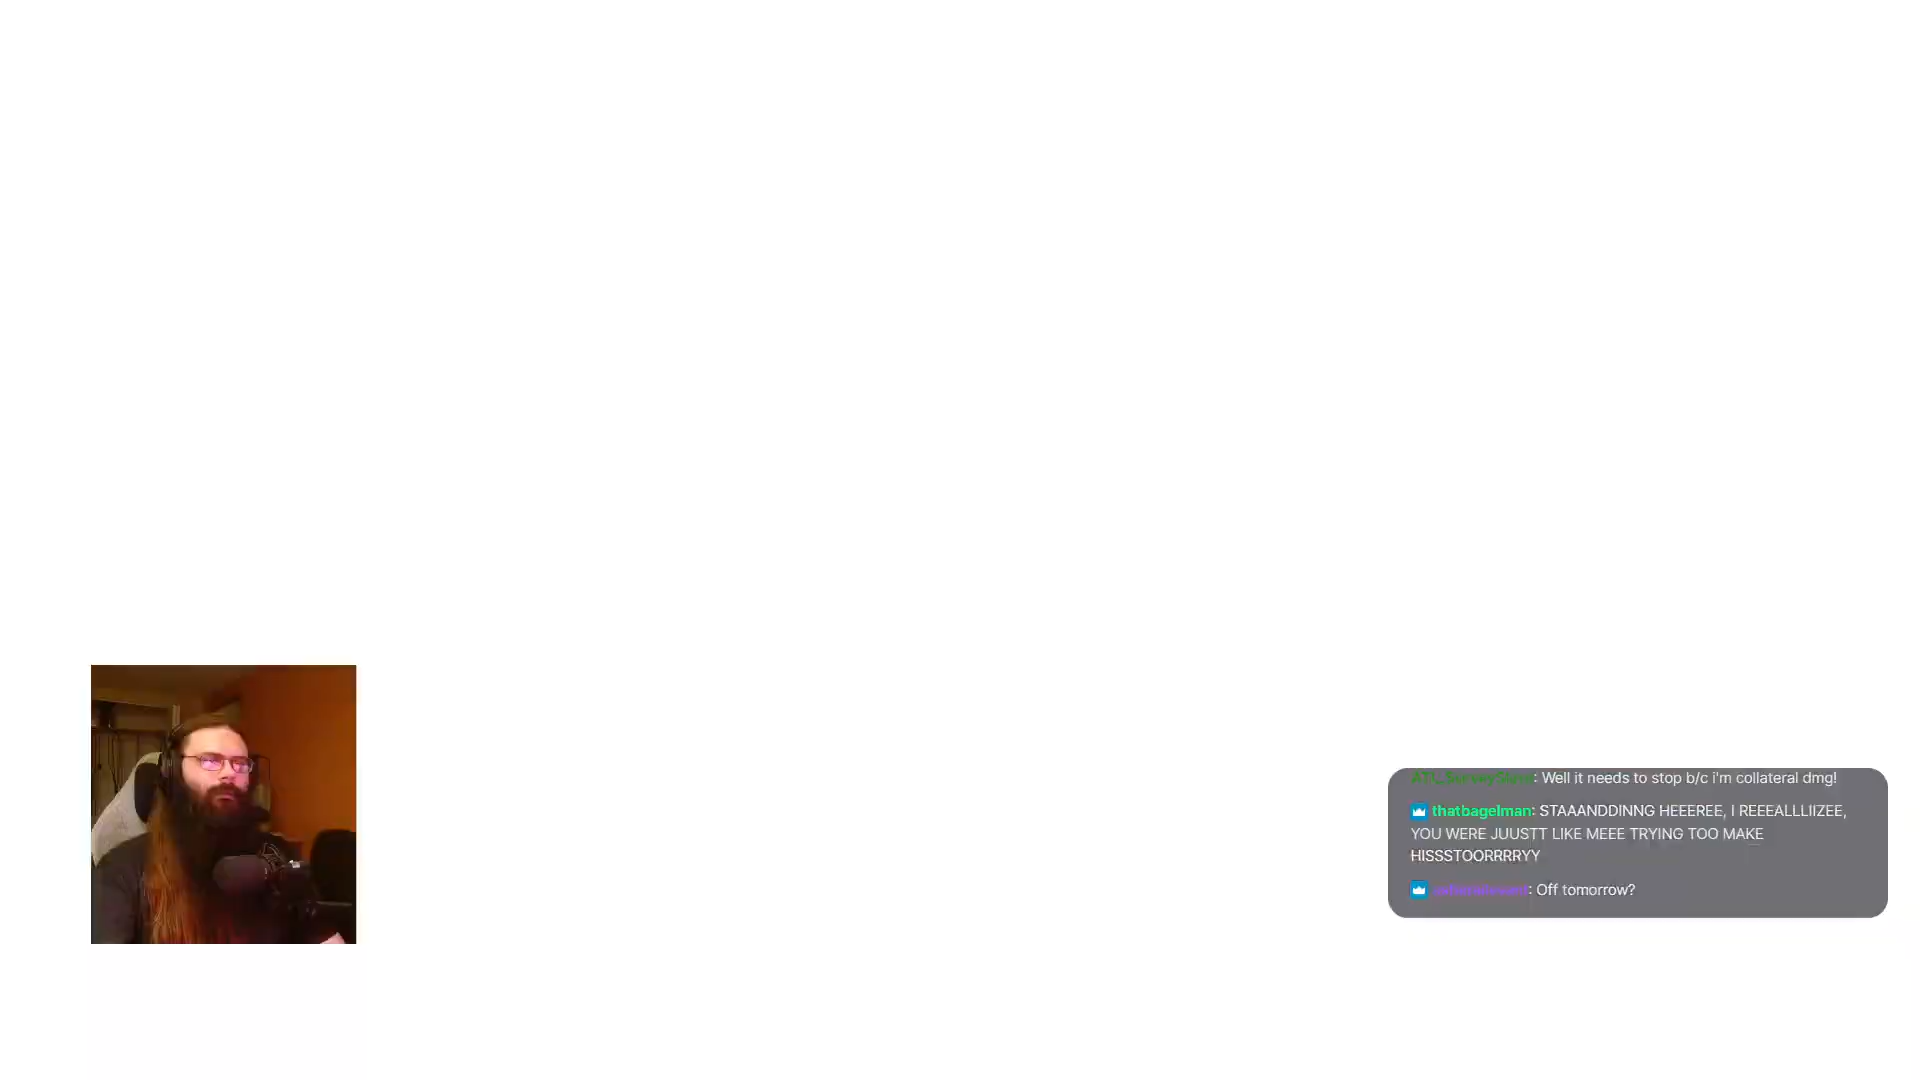 : Well it needs to stop b/c i'm collateral dmg!
thatbagelman: STAAANDDINNG HEEEREE, I REEEALLLIIZEE,
YOU WERE JUUSTT LIKE MEEE TRYING TOO MAKE
HISSSTOORRRRYY
: Off tomorrow?